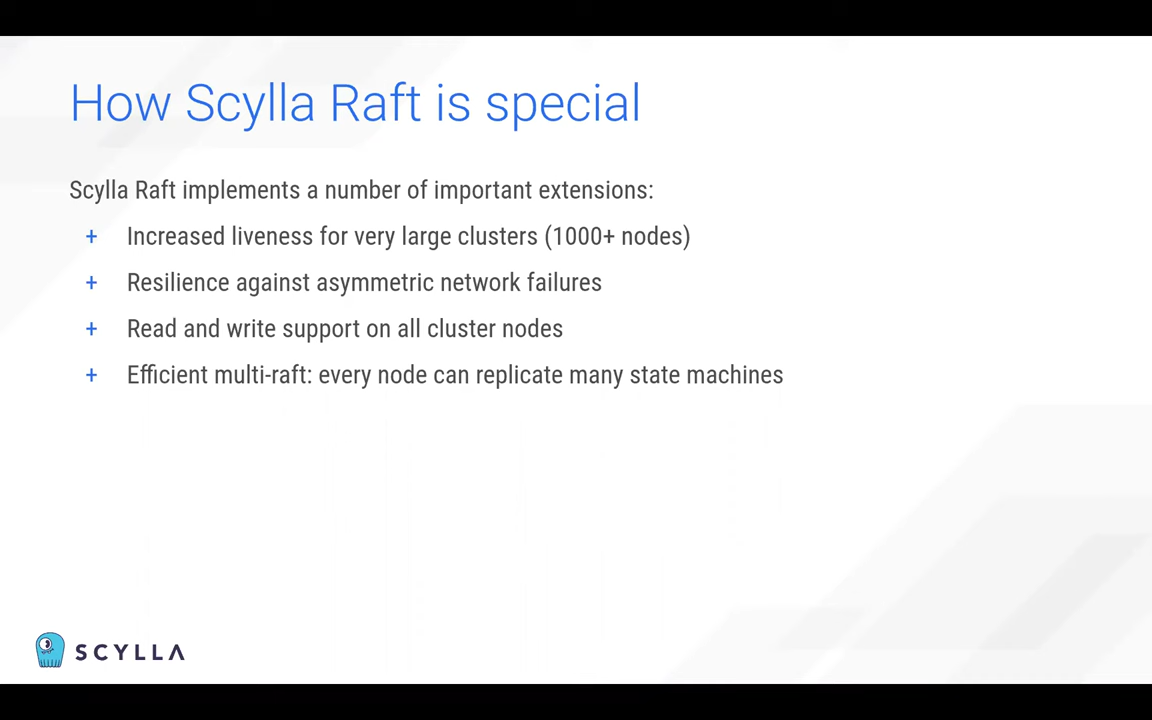 How Scylla Raft is special
Scylla Raft implements a number of important extensions:
+ Increased liveness for very large clusters (1000+ nodes)
+ Resilience against asymmetric network failures
+ Read and write support on all cluster nodes
+ Efficient multi-raft: every node can replicate many state machines
SCYLLA